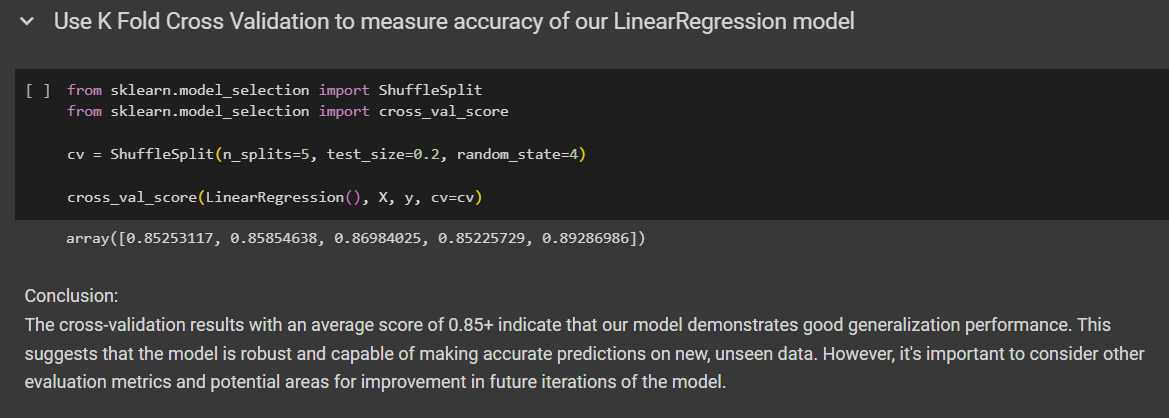 Use K Fold Cross Validation to measure accuracy of our LinearRegression model
[ ] from sklearn.model_selection import ShuffleSplit
from sklearn.model_selection import cross_val_score
cv = ShuffleSplit(n_splits=5, test_size=0.2, random_state=4)
cross_val_score(LinearRegression(), X, y, cv=cv)
array([0.85253117, 0.85854638, 0.86984025, 0.85225729, 0.89286986])
Conclusion:
The cross-validation results with an average score of 0.85+ indicate that our model demonstrates good generalization performance. This
suggests that the model is robust and capable of making accurate predictions on new, unseen data. However, it's important to consider other
evaluation metrics and potential areas for improvement in future iterations of the model.